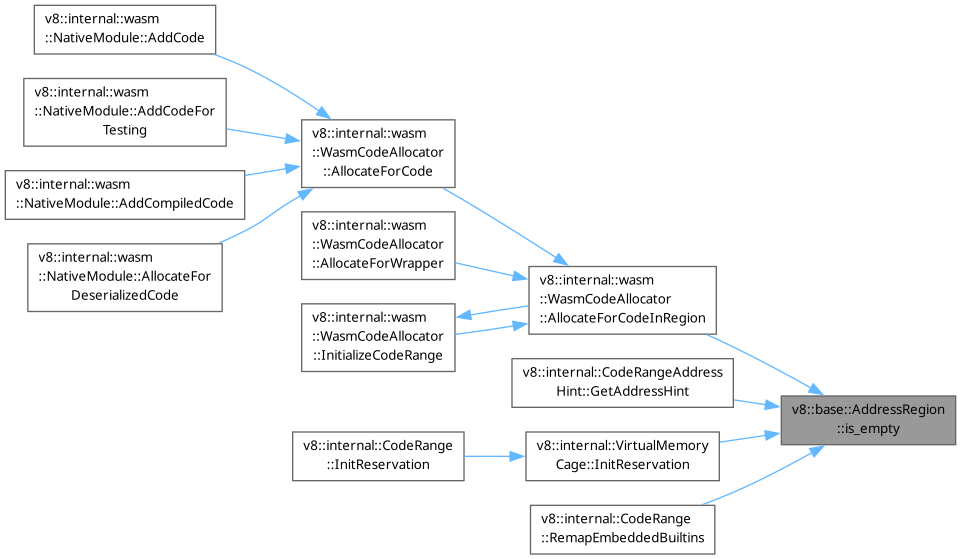 v8::internal::wasm
::NativeModule::AddCode
v8::internal::wasm
::NativeModule::AddCodeFor
Testing
v8::internal::wasm
::NativeModule::AddCompiledCode
v8::internal::wasm
::NativeModule::AllocateFor
DeserializedCode
v8::internal::wasm
::WasmCodeAllocator
::AllocateForCode
v8::internal::wasm
::WasmCodeAllocator
::AllocateForWrapper
v8::internal::wasm
::WasmCodeAllocator
::InitializeCodeRange
v8::internal::CodeRange
::InitReservation
v8::internal::wasm
::WasmCodeAllocator
::AllocateForCodeInRegion
v8::internal::CodeRangeAddress
Hint::GetAddressHint
v8::internal::VirtualMemory
Cage::InitReservation
v8::internal::CodeRange
::RemapEmbeddedBuiltins
v8::base::AddressRegion
::is_empty